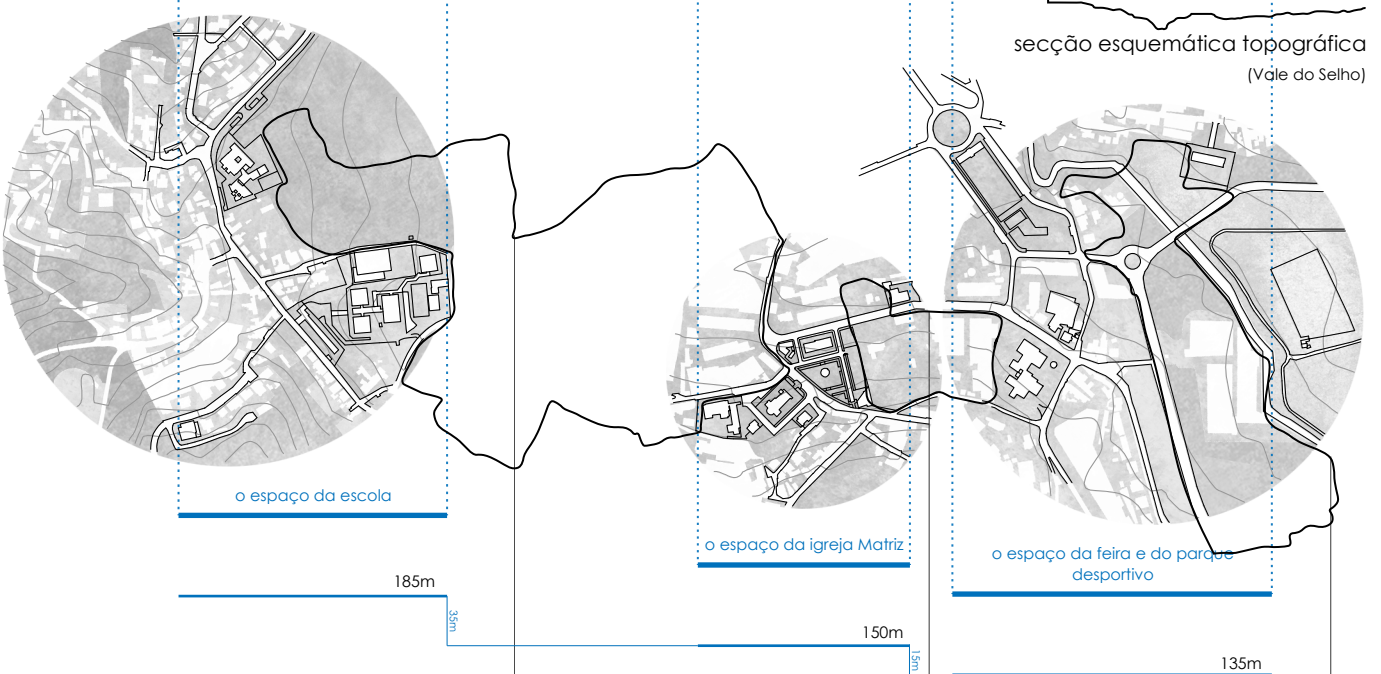 secção esquemática topográfica
(Vale do Selho)
o espaço da escola
o espaço da igreja Matriz
o espaço da feira e do parque
desportivo
185m
35m
150m
15m
135m